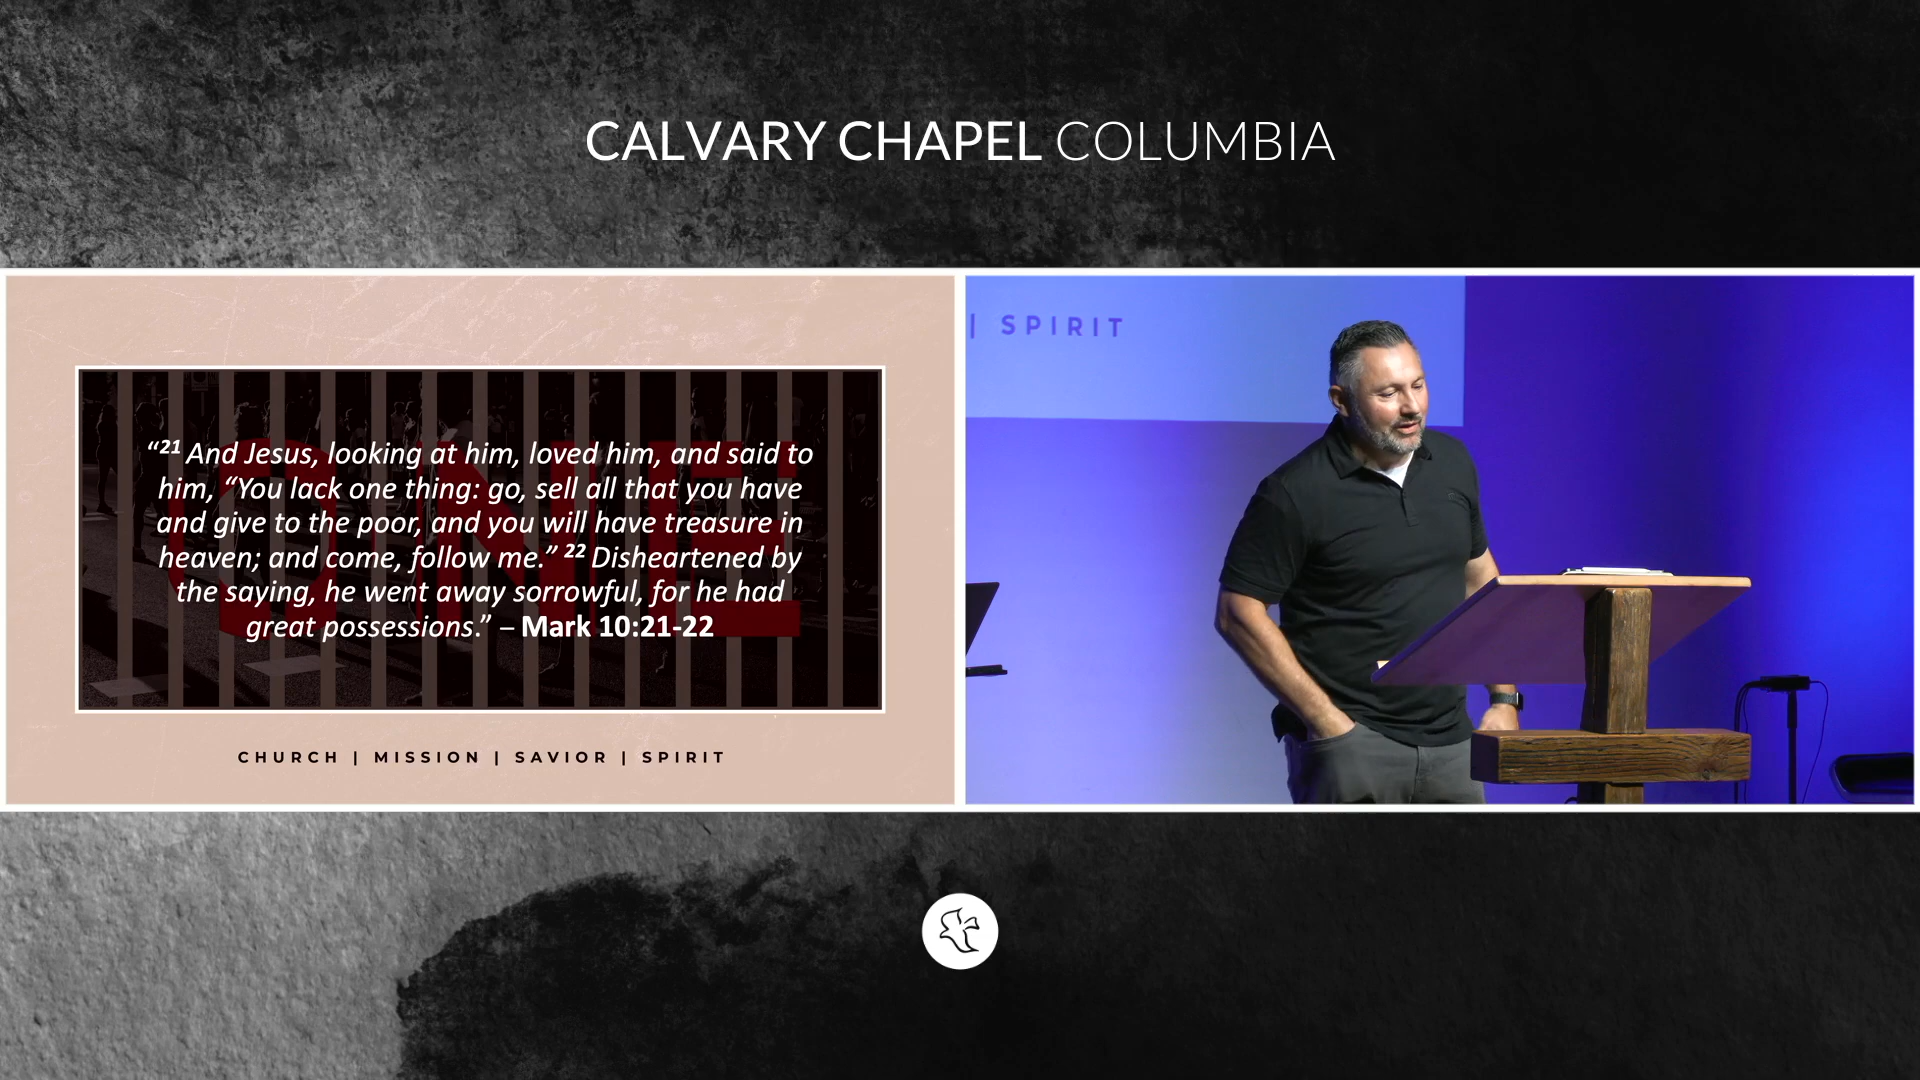 CALVARY CHAPEL COLUMBIA
“21 And Jesus, looking at him, loved him, and said to
him, “You lack one thing: go, sell all that you have
and give to the poor, and you will have treasure in
heaven; and come, follow me.” 22 Disheartened by
the saying, he went away sorrowful, for he had
great possessions.” – Mark 10:21-22
ONE
CHURCH | MISSION | SAVIOR | SPIRIT
| SPIRIT